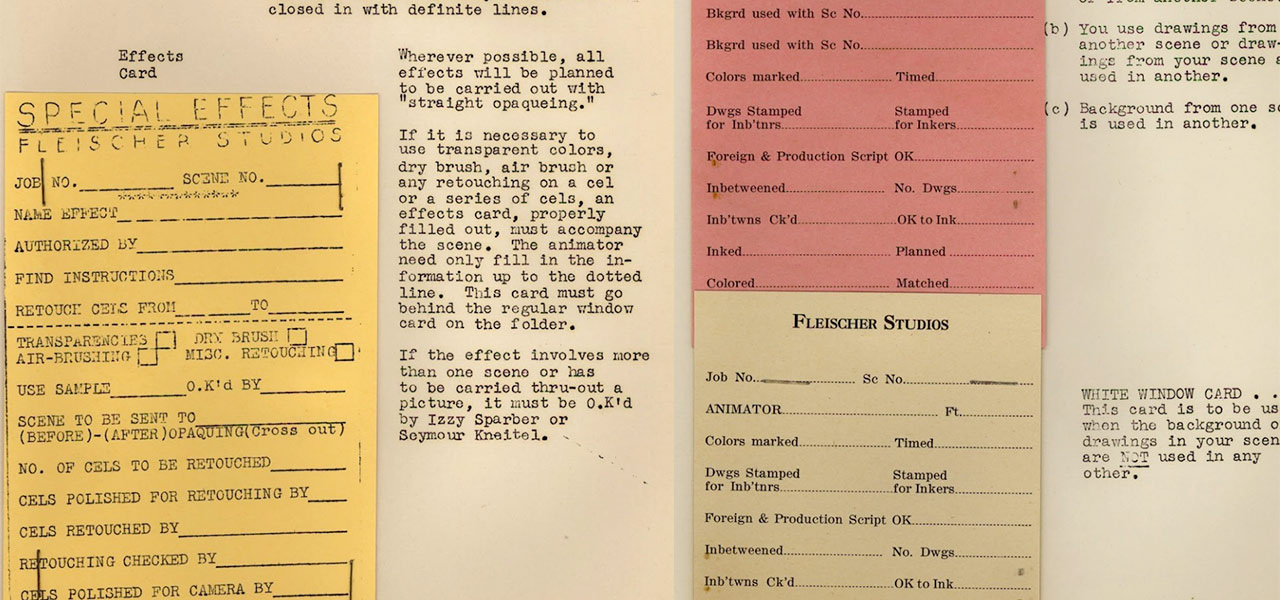 closed in with definite lines.
Effects
Card
SPECIAL EFFECTS
FLEISCHER STUDIOS
JOB NO. SCENE NO.
NAME EFFECT
AUTHORIZED BY
FIND INSTRUCTIONS
RETOUCH CELS FROM TO
TRANSPARENCIES DRY BRUSH
AIR-BRUSHING MISC. RETOUCHING
USE SAMPLE O.K'd BY
SCENE TO BE SENT TO
(BEFORE)-(AFTER)OPAQUING(Cross out)
NO. OF CELS TO BE RETOUCHED
CELS POLISHED FOR RETOUCHING BY
CELS RETOUCHED BY
RETOUCHING CHECKED BY
CELS POLISHED FOR CAMERA BY
Wherever possible, all
effects will be planned
to be carried out with
"straight opaqueing."
If it is necessary to
use transparent colors,
dry brush, air brush or
any retouching on a cel
or a series of cels, an
effects card, properly
filled out, must accompany
the scene. The animator
need only fill in the in-
formation up to the dotted
line. This card must go
behind the regular window
card on the folder.
If the effect involves more
than one scene or has
to be carried thru-out a
picture, it must be O.K'd
by Izzy Sparber or
Seymour Kneitel.
Bkgrd used with Sc No.
Bkgrd used with Sc No.
Colors marked Timed
Dwgs Stamped Stamped
for Inb'tnrs for Inkers
Foreign & Production Script OK
Inbetweened No. Dwgs
Inb'twns Ck'd OK to Ink
Inked Planned
Colored Matched
FLEISCHER STUDIOS
Job No. Sc No.
ANIMATOR Ft.
Colors marked Timed
Dwgs Stamped Stamped
for Inb'tnrs for Inkers
Foreign & Production Script OK
Inbetweened No. Dwgs
Inb'twns Ck'd OK to Ink
(b) You use drawings from
another scene or draw-
ings from your scene a
used in another.
(c) Background from one sc
is used in another.
WHITE WINDOW CARD . .
This card is to be us
when the background o
drawings in your scen
are NOT used in any
other.